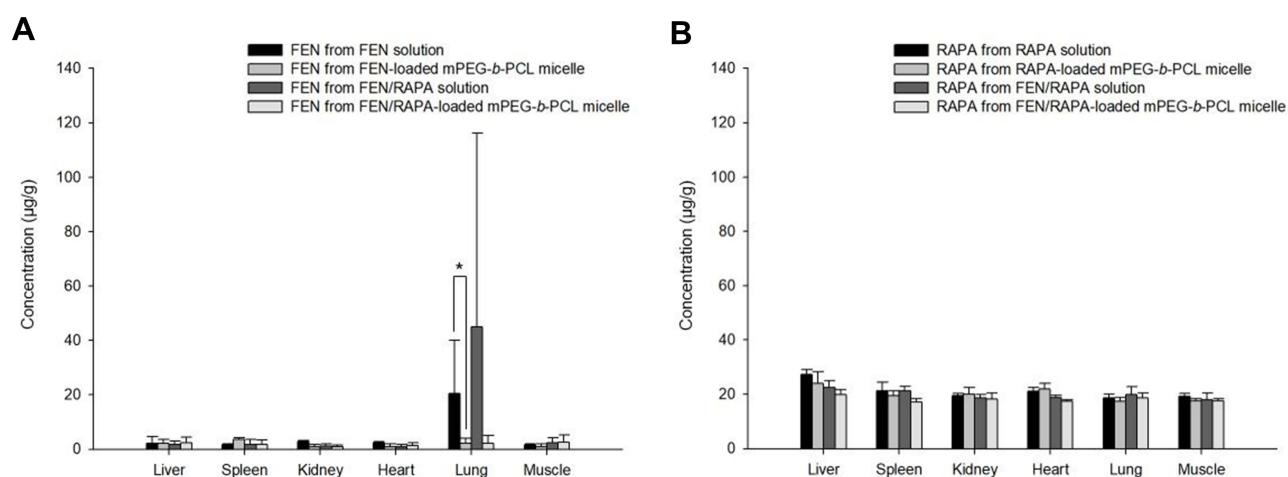 A
FEN from FEN solution
FEN from FEN-loaded mPEG-b-PCL micelle
FEN from FEN/RAPA solution
FEN from FEN/RAPA-loaded mPEG-b-PCL micelle
140
120
100
80
60
40
20
0
Concentration (µg/g)
*
Liver Spleen Kidney Heart Lung Muscle
B
RAPA from RAPA solution
RAPA from RAPA-loaded mPEG-b-PCL micelle
RAPA from FEN/RAPA solution
RAPA from FEN/RAPA-loaded mPEG-b-PCL micelle
140
120
100
80
60
40
20
0
Concentration (µg/g)
Liver Spleen Kidney Heart Lung Muscle